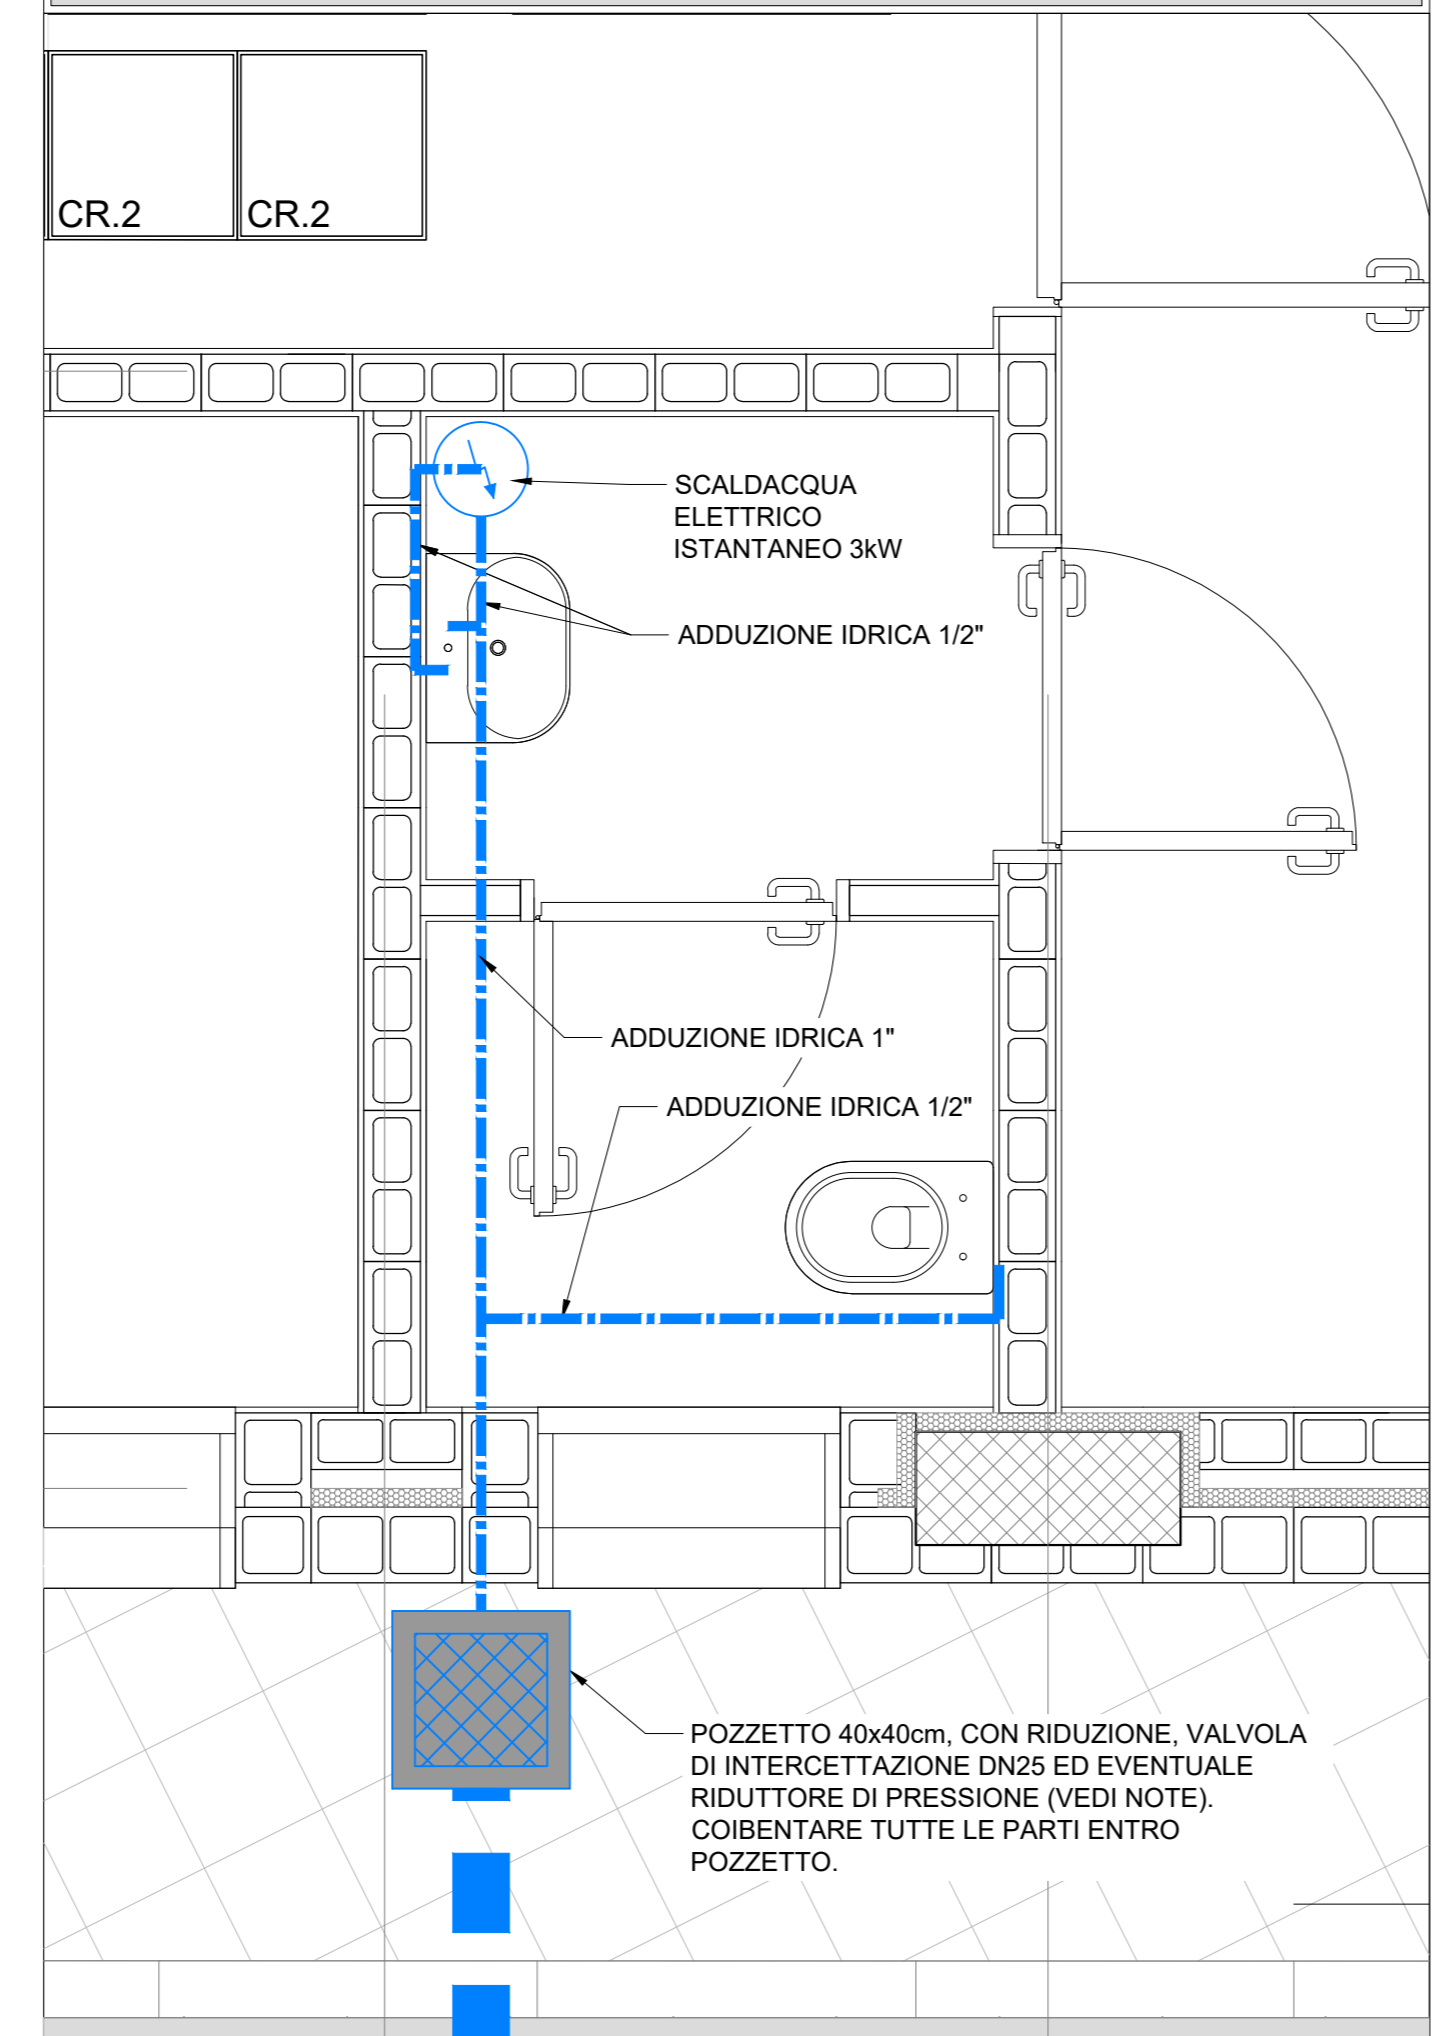 CR.2 CR.2
SCALDACQUA
ELETTRICO
ISTANTANEO 3kW
ADDUZIONE IDRICA 1/2"
ADDUZIONE IDRICA 1"
ADDUZIONE IDRICA 1/2"
POZZETTO 40x40cm, CON RIDUZIONE, VALVOLA
DI INTERCETTAZIONE DN25 ED EVENTUALE
RIDUTTORE DI PRESSIONE (VEDI NOTE).
COIBENTARE TUTTE LE PARTI ENTRO
POZZETTO.